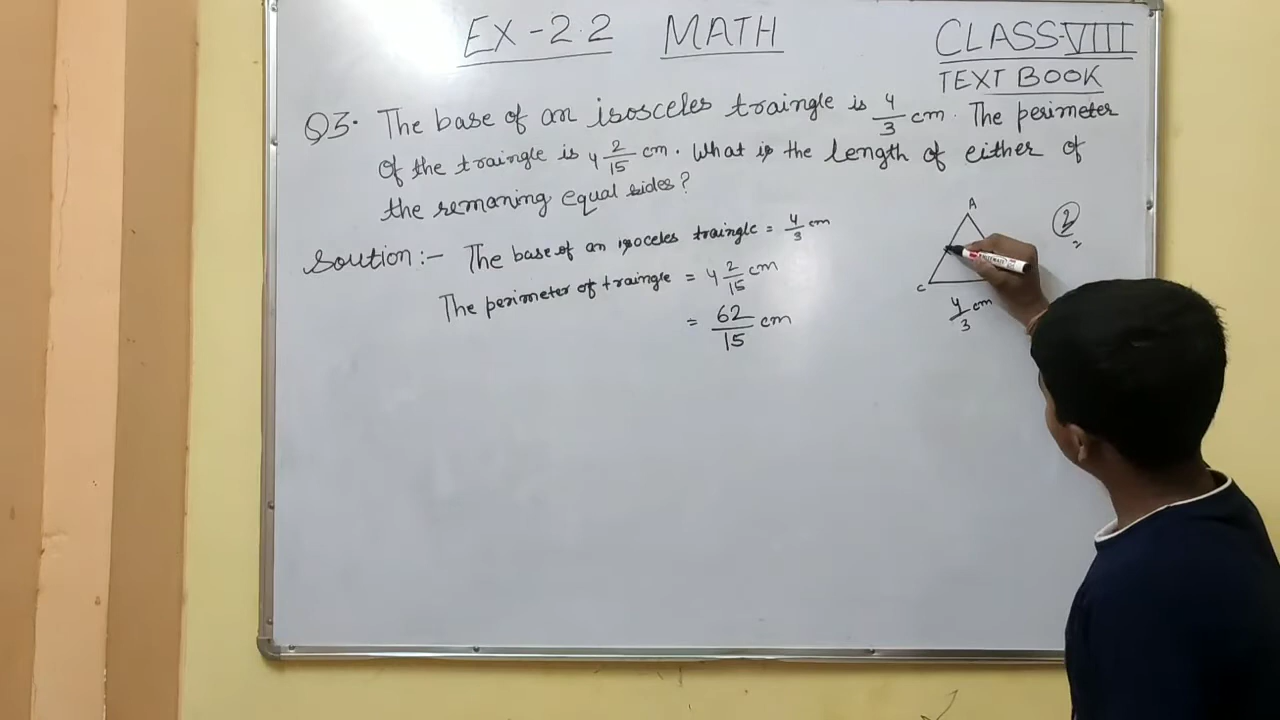 EX-2.2 MATH CLASS-VIII
TEXT BOOK
Q3. The base of an isosceles traingle is 4/3 cm. The perimeter
of the traingle is 4 2/15 cm. What is the length of either of
the remaning equal sides?
Soution:- The base of an isoceles traingle = 4/3 cm
The perimeter of traingle = 4 2/15 cm
= 62/15 cm
A
C
4/3 cm